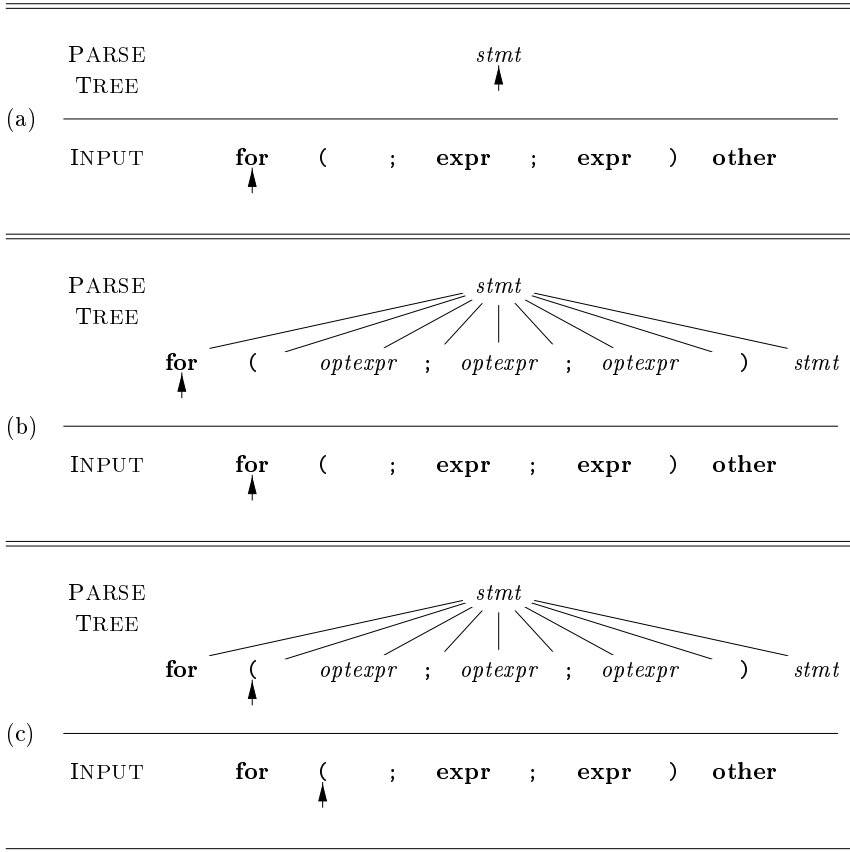 PARSE
TREE
stmt
(a)
INPUT for ( ; expr ; expr ) other
PARSE
TREE
stmt
for ( optexpr ; optexpr ; optexpr ) stmt
(b)
INPUT for ( ; expr ; expr ) other
PARSE
TREE
stmt
for ( optexpr ; optexpr ; optexpr ) stmt
(c)
INPUT for ( ; expr ; expr ) other